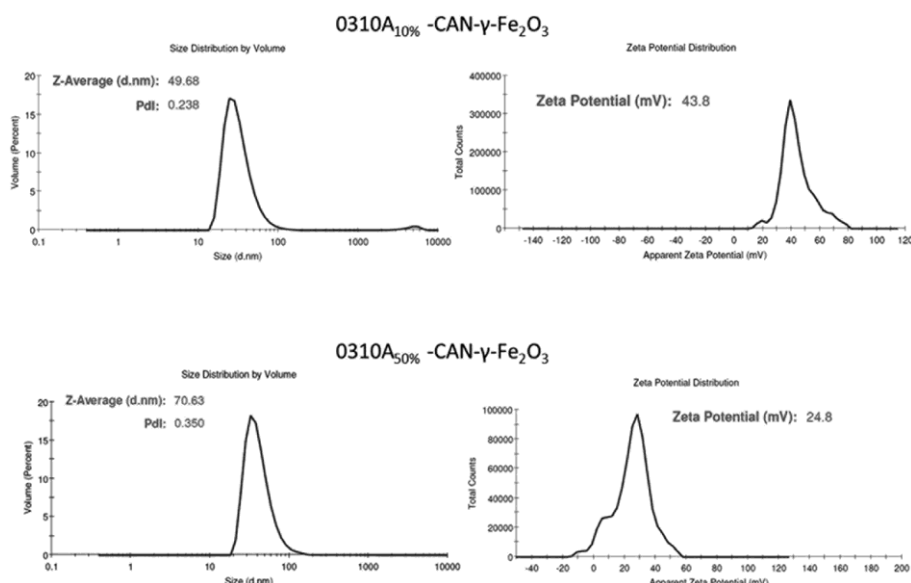 0310A10% -CAN-γ-Fe2O3
Size Distribution by Volume
Z-Average (d.nm): 49.68
PdI: 0.238
Volume (Percent)
20
15
10
5
0
0.1 1 10 100 1000 10000
Size (d.nm)
Zeta Potential Distribution
Zeta Potential (mV): 43.8
Total Counts
400000
300000
200000
100000
0
-140 -120 -100 -80 -60 -40 -20 0 20 40 60 80 100 120
Apparent Zeta Potential (mV)
0310A50% -CAN-γ-Fe2O3
Size Distribution by Volume
Z-Average (d.nm): 70.63
PdI: 0.350
Volume (Percent)
20
15
10
5
0
0.1 1 10 100 1000 10000
Size (d.nm)
Zeta Potential Distribution
Zeta Potential (mV): 24.8
Total Counts
100000
80000
60000
40000
20000
0
-40 -20 0 20 40 60 80 100 120 140 160 180 200
Apparent Zeta Potential (mV)